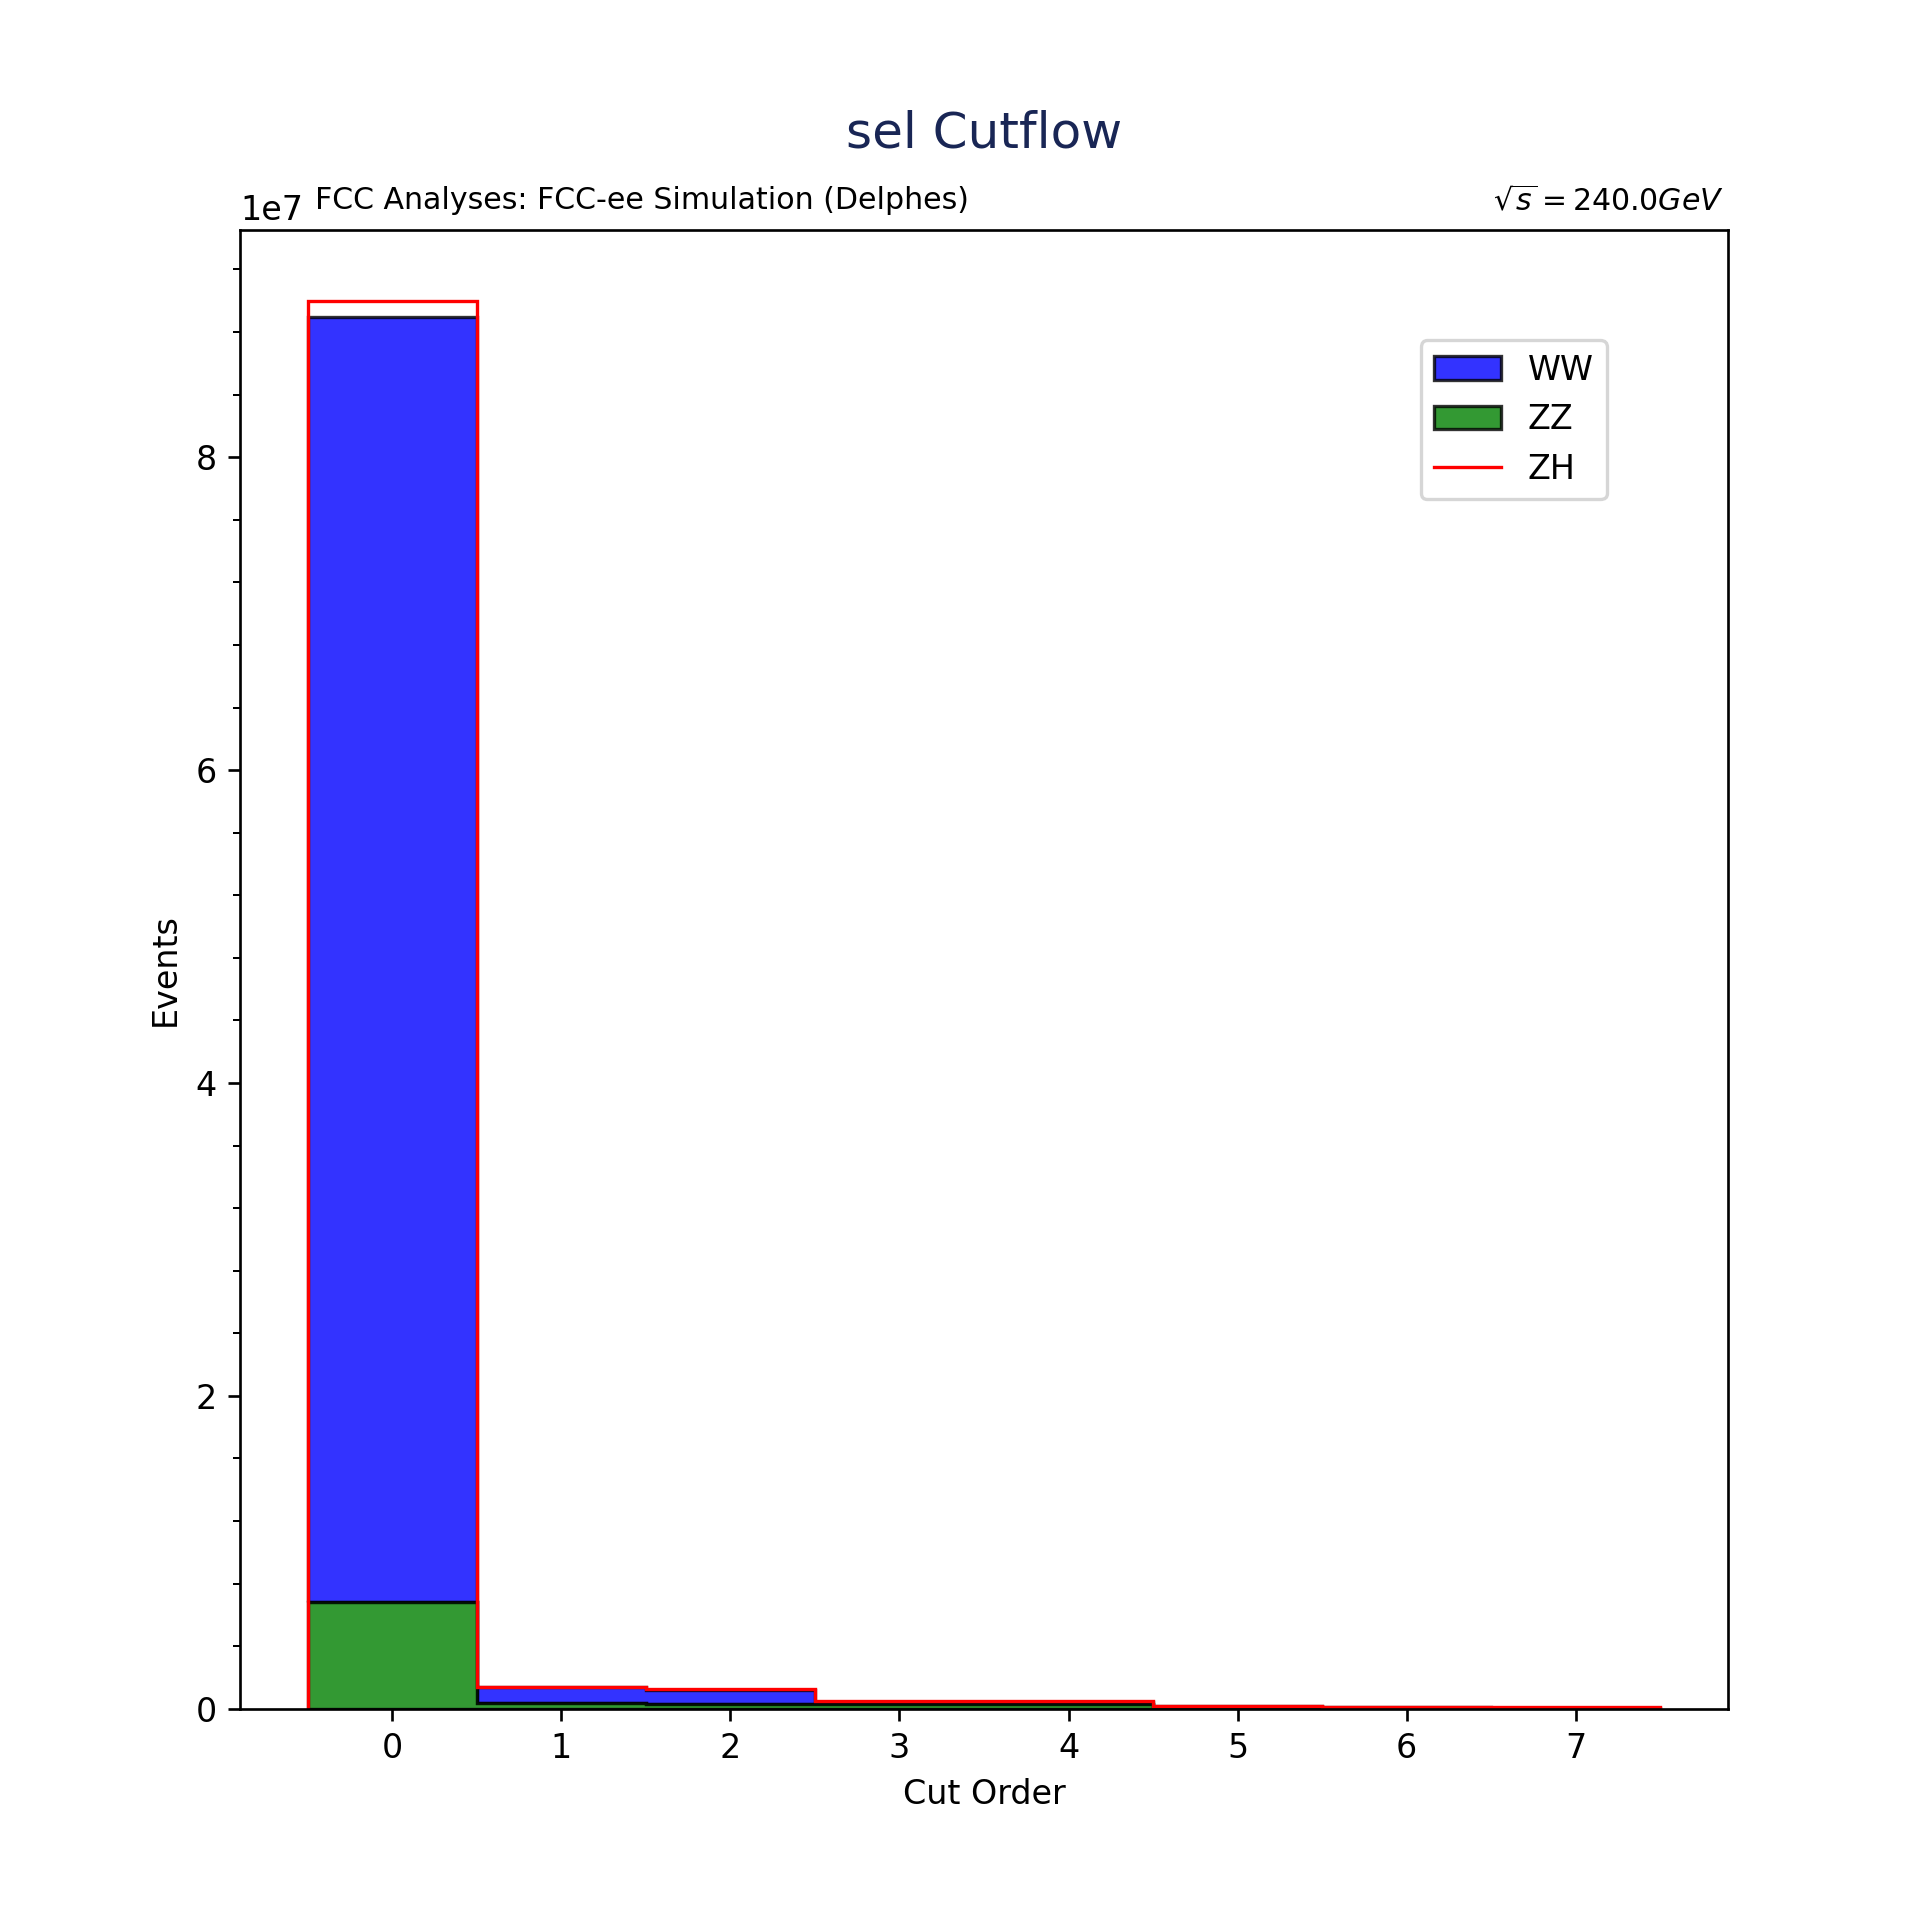 sel Cutflow
1e7 FCC Analyses: FCC-ee Simulation (Delphes) √s = 240.0GeV
WW
ZZ
ZH
8
6
4
2
0
Events
0 1 2 3 4 5 6 7
Cut Order